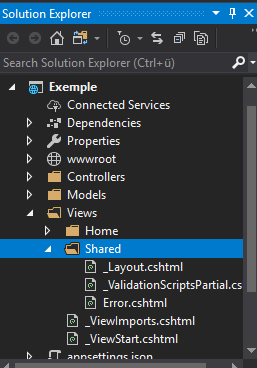 Solution Explorer
Search Solution Explorer (Ctrl+ü)
Exemple
Connected Services
Dependencies
Properties
wwwroot
Controllers
Models
Views
Home
Shared
_Layout.cshtml
_ValidationScriptsPartial.cs
Error.cshtml
_ViewImports.cshtml
_ViewStart.cshtml
appsettings.json